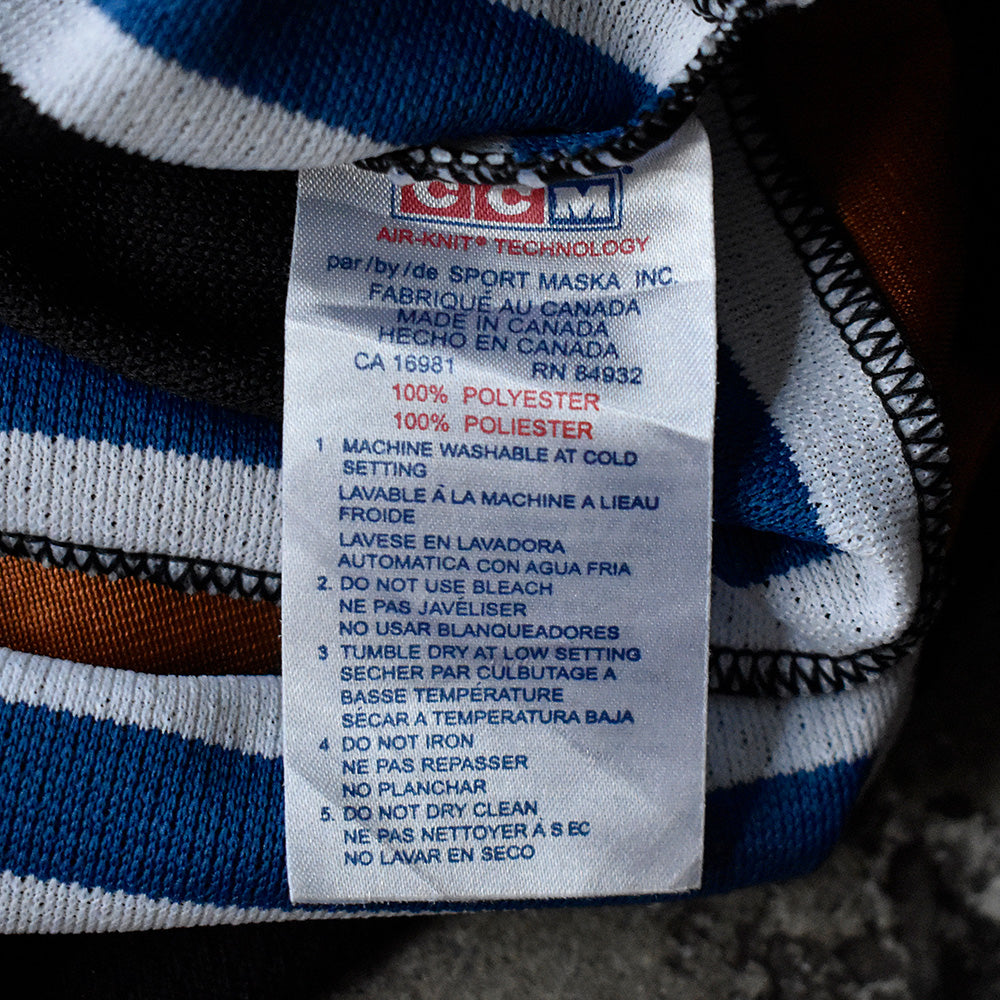 CCM
AIR-KNIT® TECHNOLOGY
par/by/de SPORT MASKA INC.
FABRIQUÉ AU CANADA
MADE IN CANADA
HECHO EN CANADA
CA 16981 RN 84932
100% POLYESTER
100% POLIESTER
1 MACHINE WASHABLE AT COLD
SETTING
LAVABLE À LA MACHINE A LIEAU
FROIDE
LAVESE EN LAVADORA
AUTOMATICA CON AGUA FRIA
2. DO NOT USE BLEACH
NE PAS JAVÉLISER
NO USAR BLANQUEADORES
3 TUMBLE DRY AT LOW SETTING
SECHER PAR CULBUTAGE A
BASSE TEMPÉRATURE
SÉCAR A TEMPERATURA BAJA
4 DO NOT IRON
NE PAS REPASSER
NO PLANCHAR
5. DO NOT DRY CLEAN
NE PAS NETTOYER À S EC
NO LAVAR EN SECO